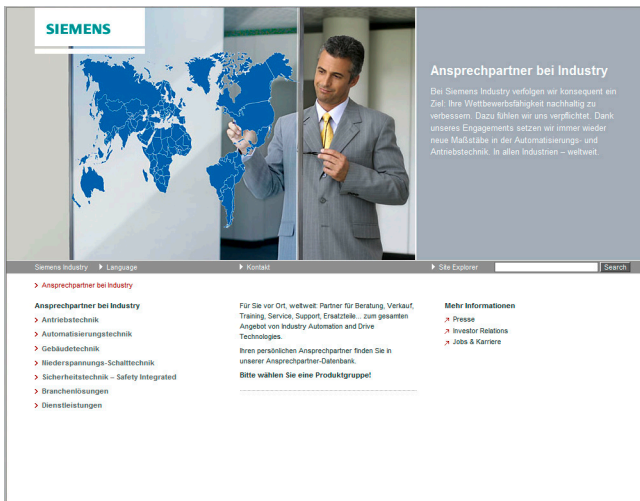 SIEMENS
Ansprechpartner bei Industry
Bei Siemens Industry verfolgen wir konsequent ein
Ziel: Ihre Wettbewerbsfähigkeit nachhaltig zu
verbessern. Dazu fühlen wir uns verpflichtet. Dank
unseres Engagements setzen wir immer wieder
neue Maßstäbe in der Automatisierungs- und
Antriebstechnik. In allen Industrien – weltweit.
Siemens Industry Language Kontakt Site Explorer Search
Ansprechpartner bei Industry
Ansprechpartner bei Industry
Antriebstechnik
Automatisierungstechnik
Gebäudetechnik
Niederspannungs-Schalttechnik
Sicherheitstechnik – Safety Integrated
Branchenlösungen
Dienstleistungen
Für Sie vor Ort, weltweit: Partner für Beratung, Verkauf,
Training, Service, Support, Ersatzteile... zum gesamten
Angebot von Industry Automation and Drive
Technologies.
Ihren persönlichen Ansprechpartner finden Sie in
unserer Ansprechpartner-Datenbank.
Bitte wählen Sie eine Produktgruppe!
Mehr Informationen
Presse
Investor Relations
Jobs & Karriere